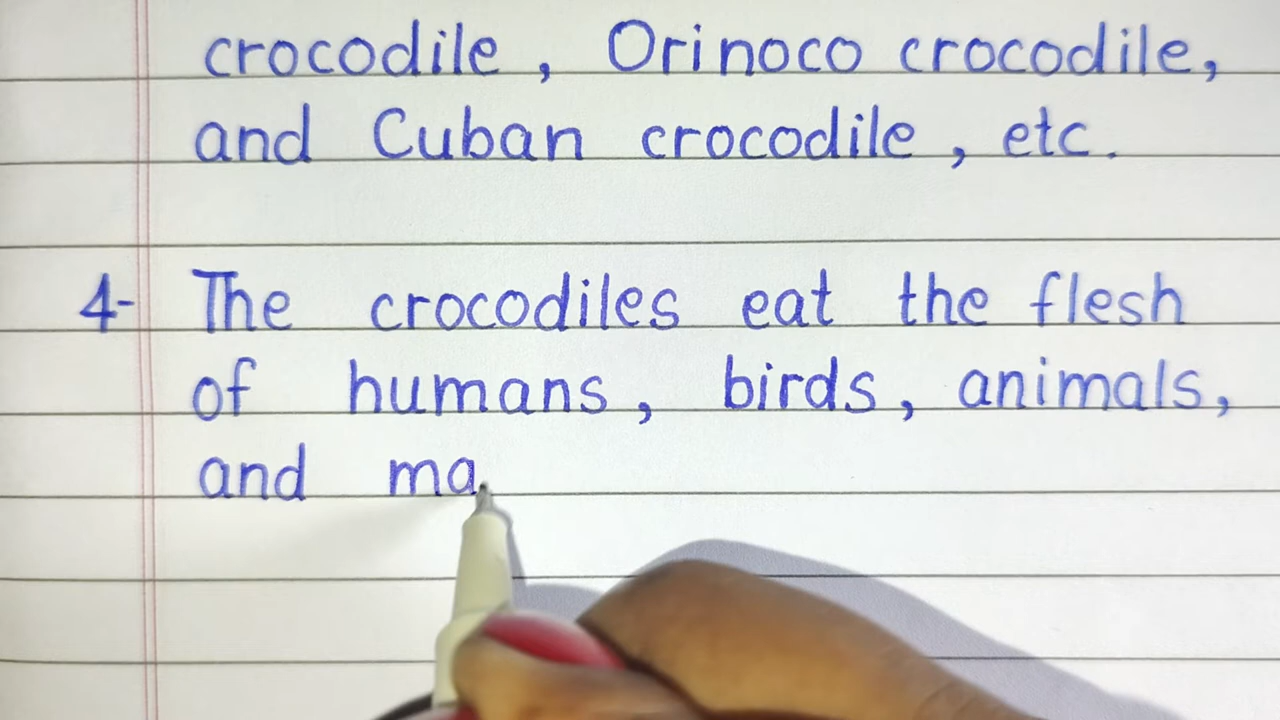 crocodile, Orinoco crocodile,
and Cuban crocodile, etc.
4- The crocodiles eat the flesh
of humans, birds, animals,
and ma